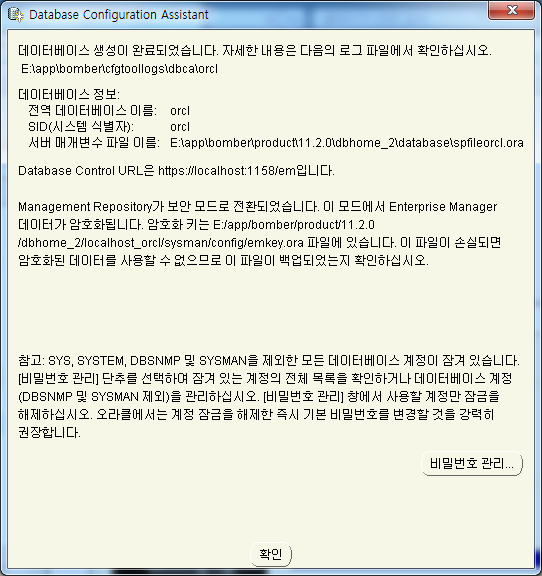 Database Configuration Assistant
데이터베이스 생성이 완료되었습니다. 자세한 내용은 다음의 로그 파일에서 확인하십시오.
E:\app\bomber\cfgtoollogs\dbca\orcl
데이터베이스 정보:
전역 데이터베이스 이름: orcl
SID(시스템 식별자): orcl
서버 매개변수 파일 이름: E:\app\bomber\product\11.2.0\dbhome_2\database\spfileorcl.ora
Database Control URL은 https://localhost:1158/em입니다.
Management Repository가 보안 모드로 전환되었습니다. 이 모드에서 Enterprise Manager
데이터가 암호화됩니다. 암호화 키는 E:/app/bomber/product/11.2.0
/dbhome_2/localhost_orcl/sysman/config/emkey.ora 파일에 있습니다. 이 파일이 손실되면
암호화된 데이터를 사용할 수 없으므로 이 파일이 백업되었는지 확인하십시오.
참고: SYS, SYSTEM, DBSNMP 및 SYSMAN을 제외한 모든 데이터베이스 계정이 잠겨 있습니다.
[비밀번호 관리] 단추를 선택하여 잠겨 있는 계정의 전체 목록을 확인하거나 데이터베이스 계정
(DBSNMP 및 SYSMAN 제외)을 관리하십시오. [비밀번호 관리] 창에서 사용할 계정만 잠금을
해제하십시오. 오라클에서는 계정 잠금을 해제한 즉시 기본 비밀번호를 변경할 것을 강력히
권장합니다.
비밀번호 관리...
확인